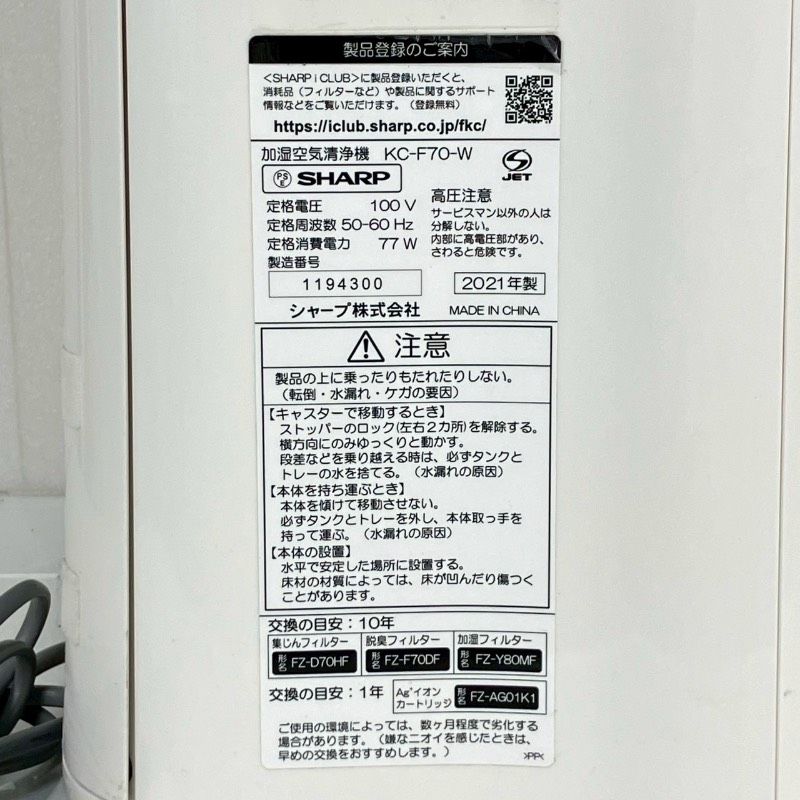 製品登録のご案内
<SHARP i CLUB>に製品登録いただくと、
消耗品(フィルターなど)や製品に関するサポート
情報などをご覧いただけます。(登録無料)
https://iclub.sharp.co.jp/fkc/
加湿空気清浄機 KC-F70-W
PS E SHARP
S JET
定格電圧 100 V
定格周波数 50-60 Hz
定格消費電力 77 W
製造番号
1194300
シャープ株式会社
高圧注意
サービスマン以外の人は
分解しない。
内部に高電圧部があり、
さわると危険です。
2021年製
MADE IN CHINA
注意
製品の上に乗ったりもたれたりしない。
(転倒・水漏れ・ケガの要因)
【キャスターで移動するとき】
ストッパーのロック(左右2カ所)を解除する。
横方向にのみゆっくりと動かす。
段差などを乗り越える時は、必ずタンクと
トレーの水を捨てる。(水漏れの原因)
【本体を持ち運ぶとき】
本体を傾けて移動させない。
必ずタンクとトレーを外し、本体取っ手を
持って運ぶ。(水漏れの原因)
【本体の設置】
水平で安定した場所に設置する。
床材の材質によっては、床が凹んだり傷つく
ことがあります。
交換の目安:10年
集じんフィルター 脱臭フィルター 加湿フィルター
形名 FZ-D70HF 形名 FZ-F70DF 形名 FZ-Y80MF
交換の目安:1年 Ag⁺イオンカートリッジ 形名 FZ-AG01K1
ご使用の環境によっては、数ヶ月程度で劣化する
場合があります。(嫌なニオイを感じたときは、
早めの交換をおすすめします。) >PP<